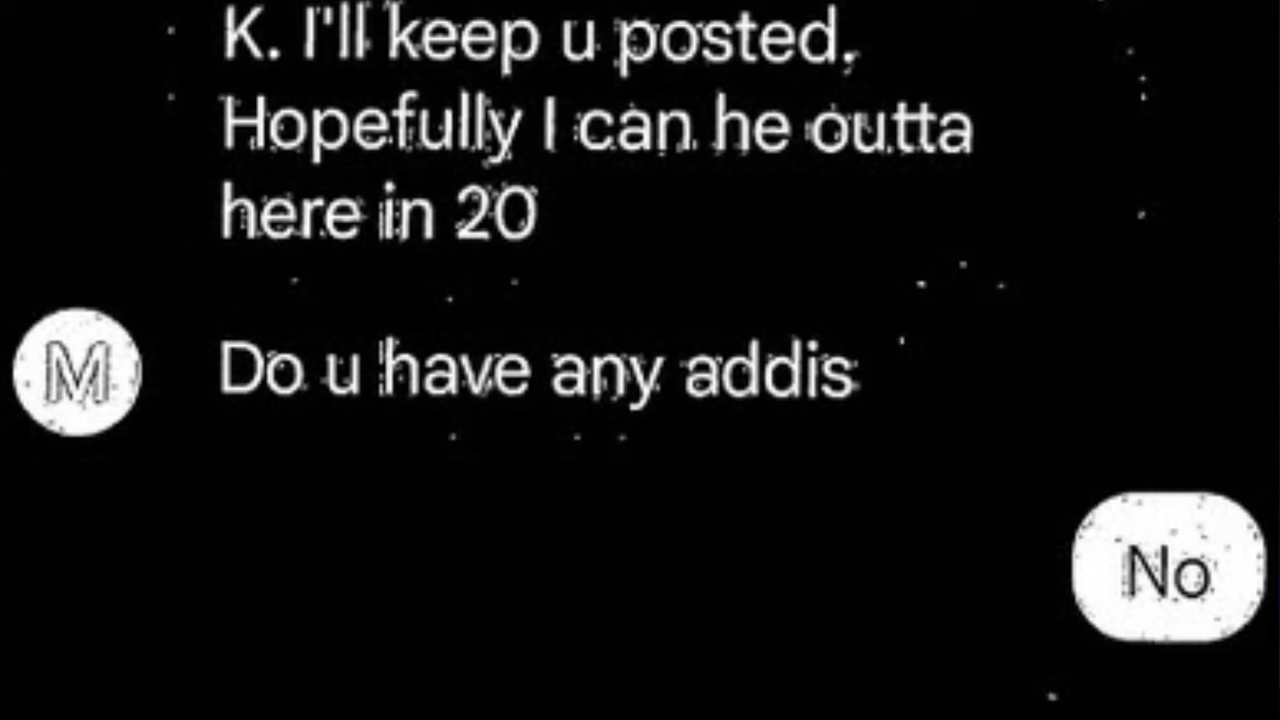 K. I'll keep u posted.
Hopefully I can he outta
here in 20
M
Do u have any addis
No